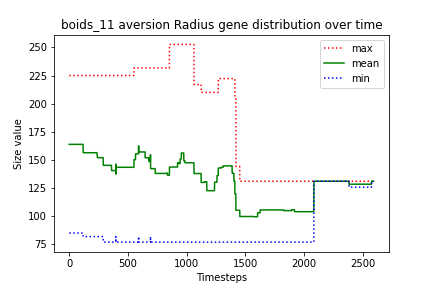 boids_11 aversion Radius gene distribution over time
max
mean
min
Size value
250
225
200
175
150
125
100
75
0 500 1000 1500 2000 2500
Timesteps